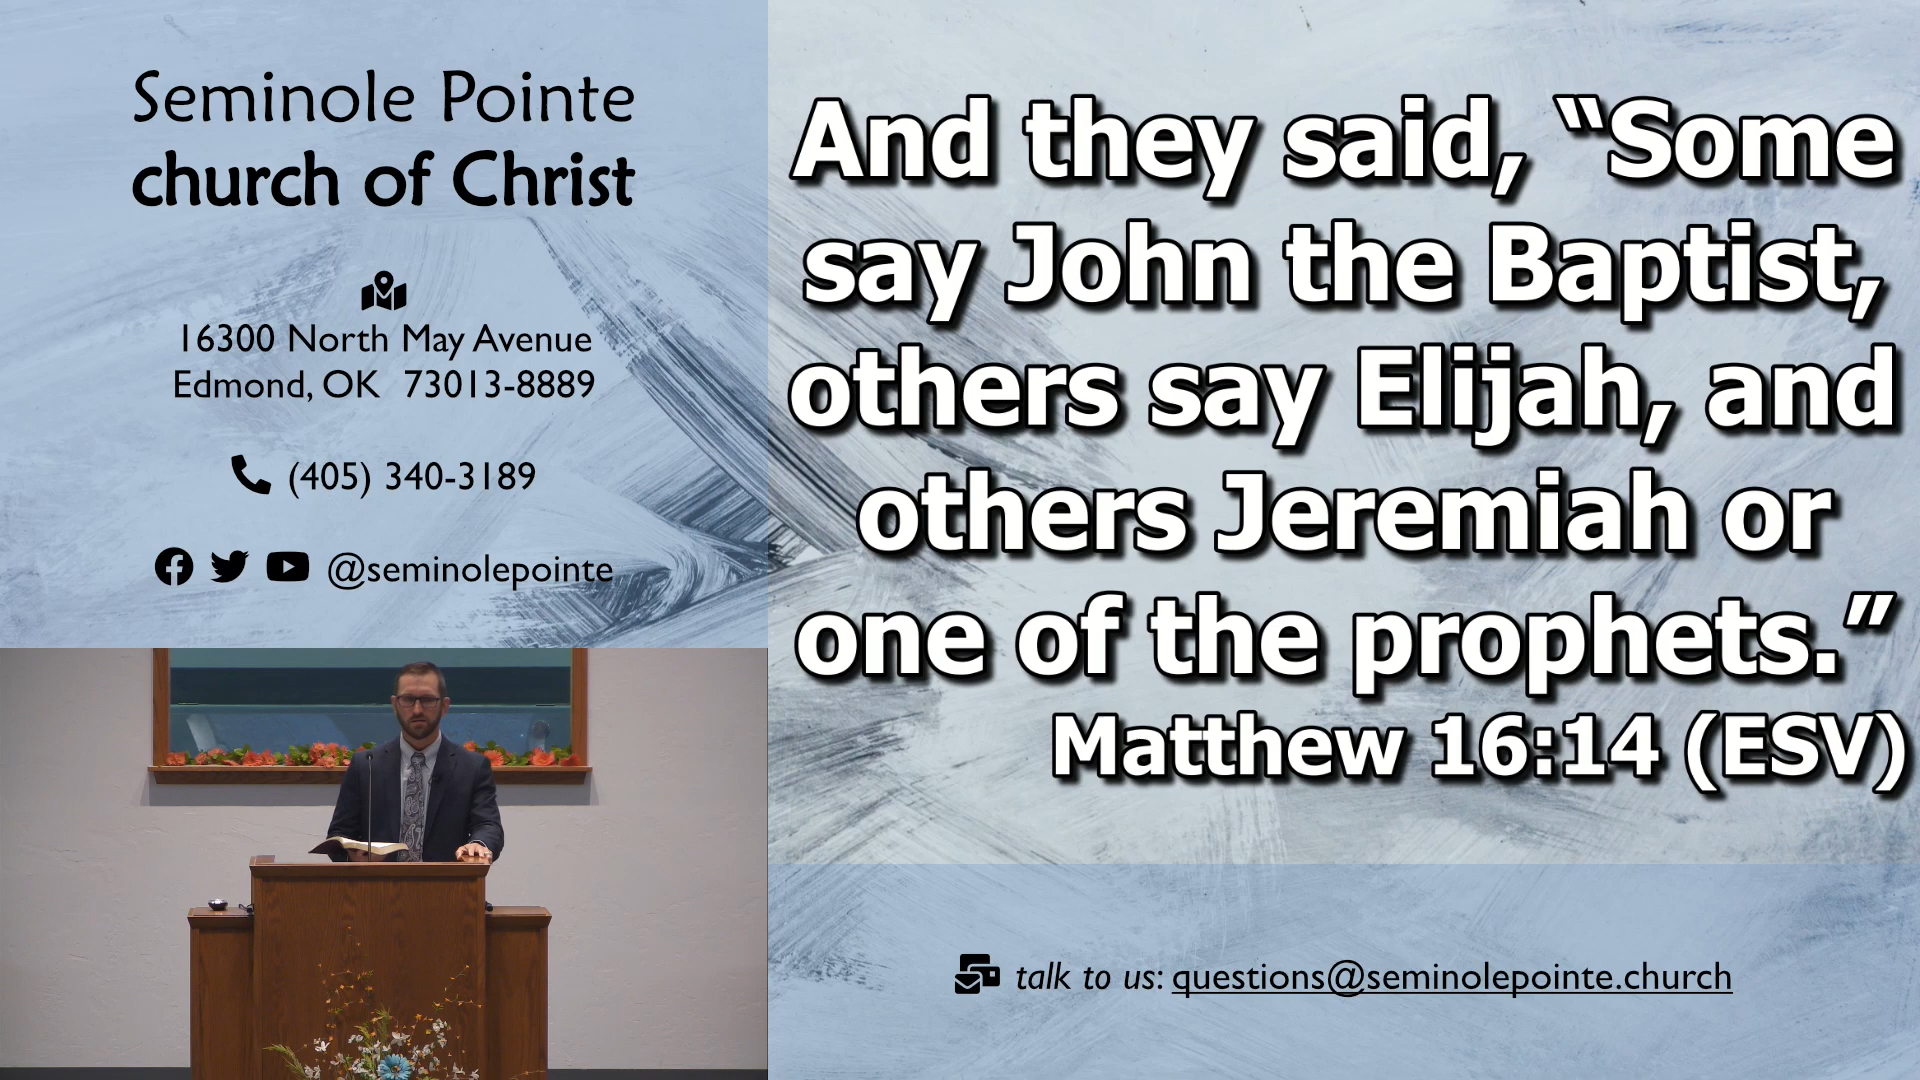 Seminole Pointe
church of Christ
16300 North May Avenue
Edmond, OK 73013-8889
(405) 340-3189
@seminolepointe
And they said, “Some
say John the Baptist,
others say Elijah, and
others Jeremiah or
one of the prophets.”
Matthew 16:14 (ESV)
talk to us: questions@seminolepointe.church